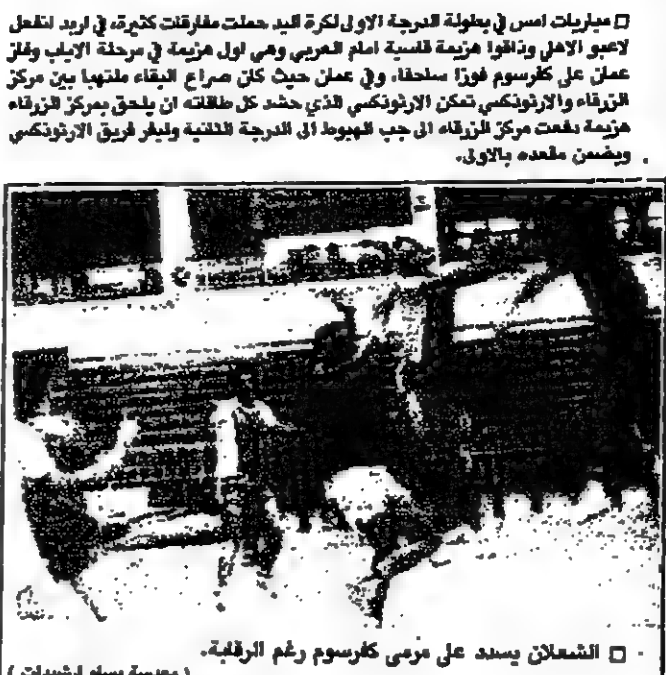 □ مباريات امس في بطولة الدرجة الاولى لكرة اليد حملت مفارقات كثيرة، في اربد انفعل
لاعبو الاهلي وذاقوا هزيمة قاسية امام العربي وهي اول هزيمة في مرحلة الاياب وفاز
عمان على كفرسوم فوزا ساحقا، وفي عمان حيث كان صراع البقاء ملتهبا بين مركز
الزرقاء والارثوذكسي تمكن الارثوذكسي الذي حشد كل طاقاته ان يلحق بمركز الزرقاء
هزيمة دفعت مركز الزرقاء الى جب الهبوط الى الدرجة الثانية وليفر فريق الارثوذكسي
ويضمن مقعده بالاولى.
□ الشعلان يسدد على مرمى كفرسوم رغم الرقابة.
( عدسة بسام ارشيدات )